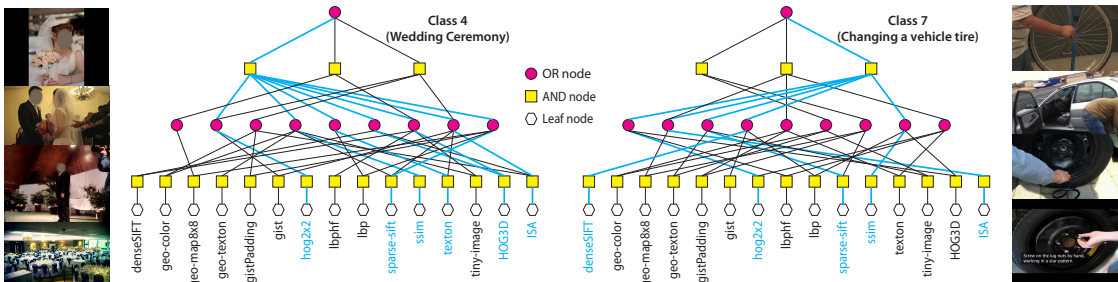 Class 4
(Wedding Ceremony)
OR node
AND node
Leaf node
Class 7
(Changing a vehicle tire)
denseSIFT
geo-color
geo-map8x8
geo-texton
gistPadding
gist
hog2x2
lbphf
lbp
sparse-sift
ssim
texton
tiny-image
HOG3D
ISA
denseSIFT
geo-color
geo-map8x8
geo-texton
gistPadding
gist
hog2x2
lbphf
lbp
sparse-sift
ssim
texton
tiny-image
HOG3D
ISA
Screw on the lug nuts by hand,
working in a star pattern.